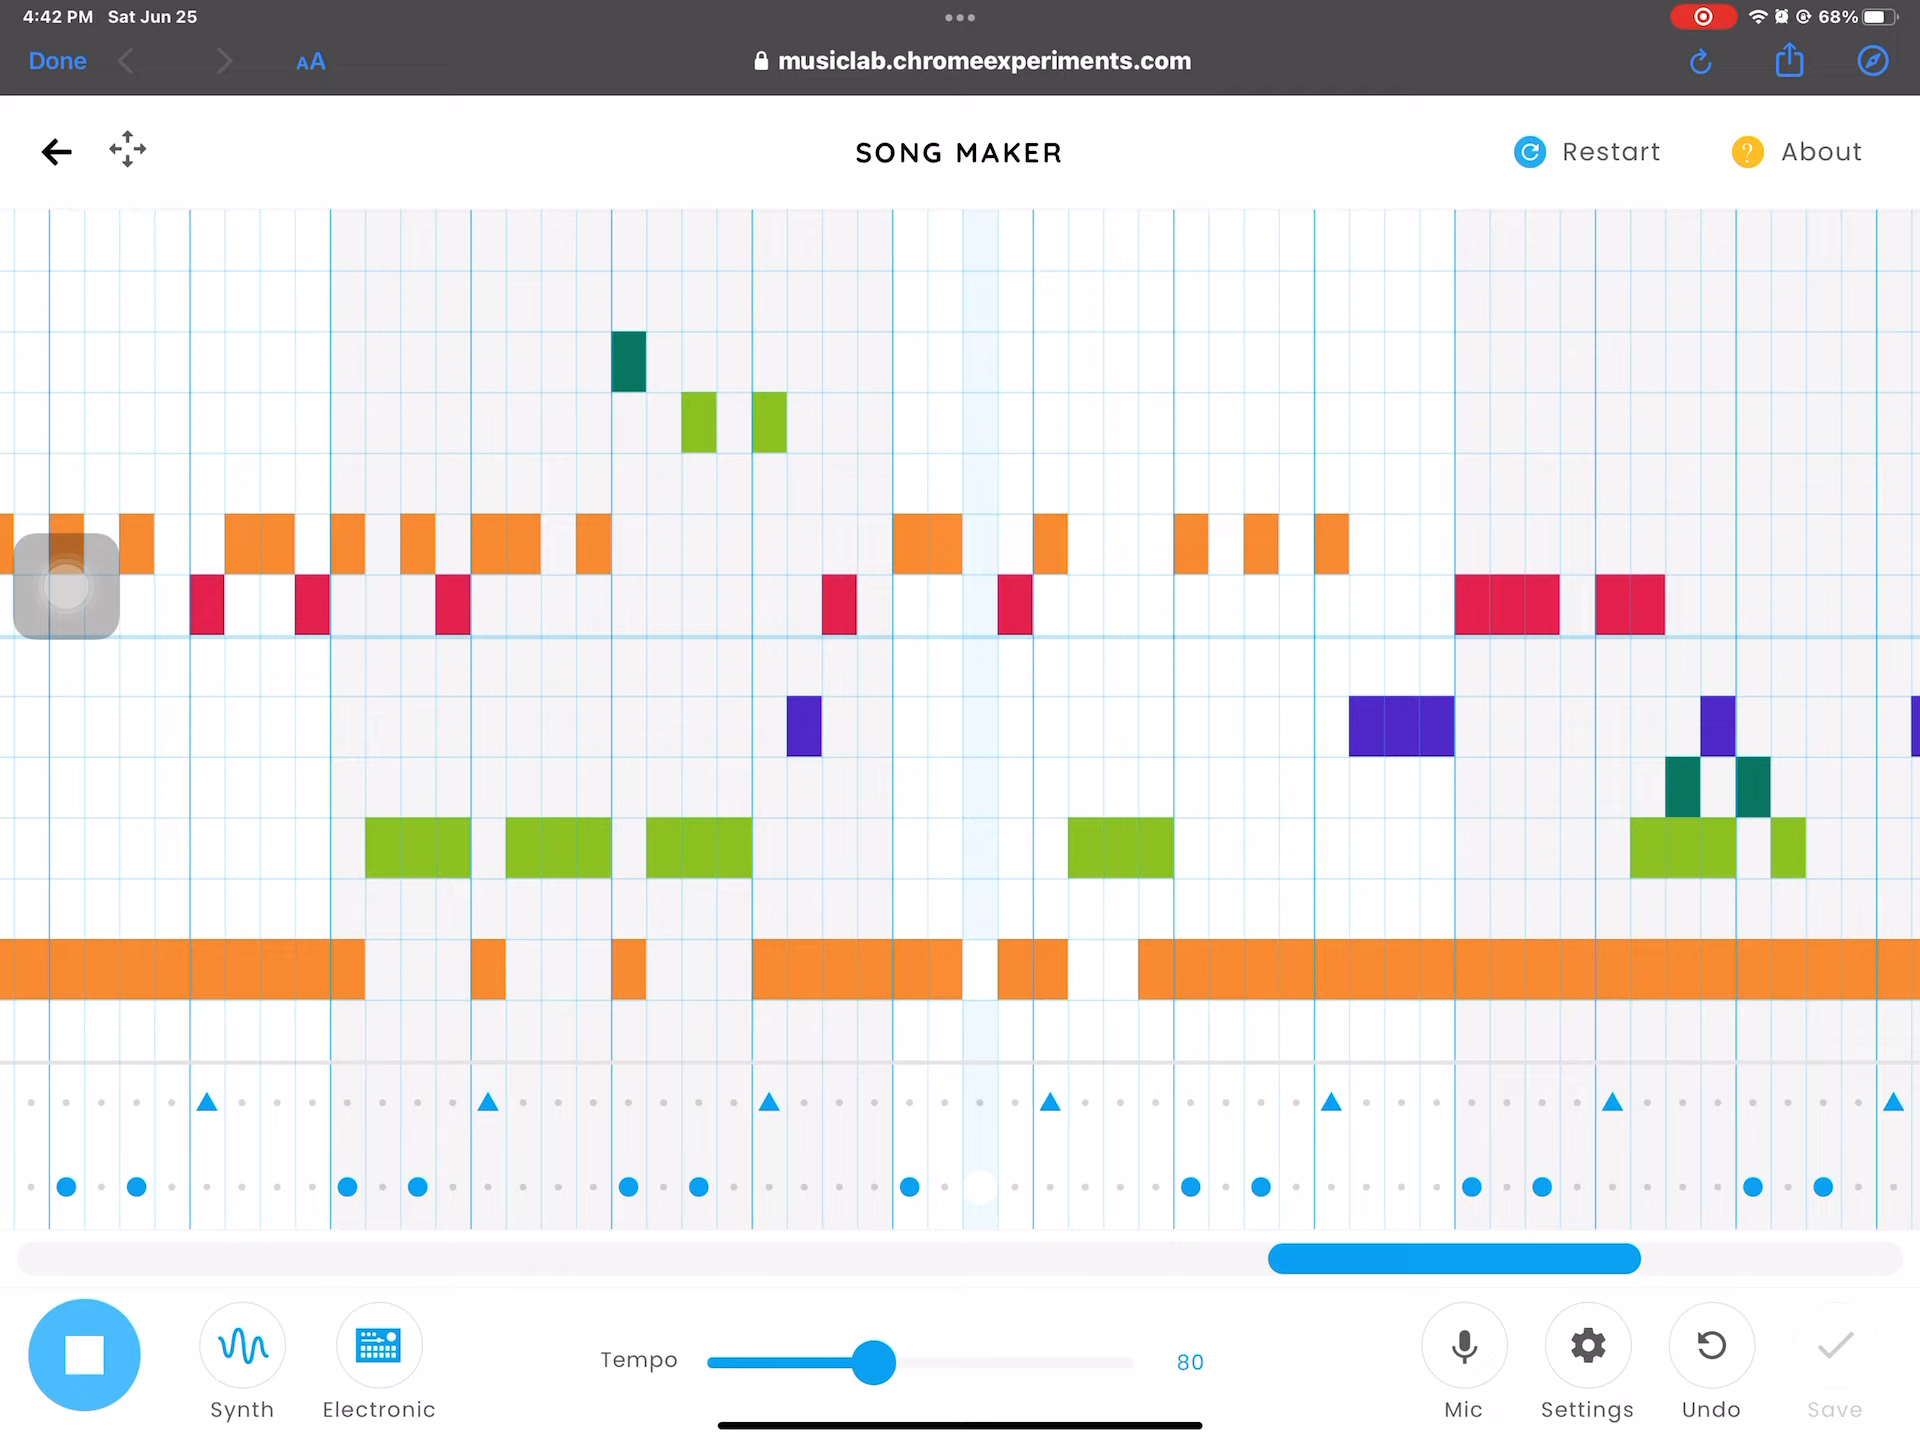 4:42 PM Sat Jun 25
68%
Done
AA
musiclab.chromeexperiments.com
SONG MAKER
Restart
? About
Tempo
80
Synth
Electronic
Mic
Settings
Undo
Save